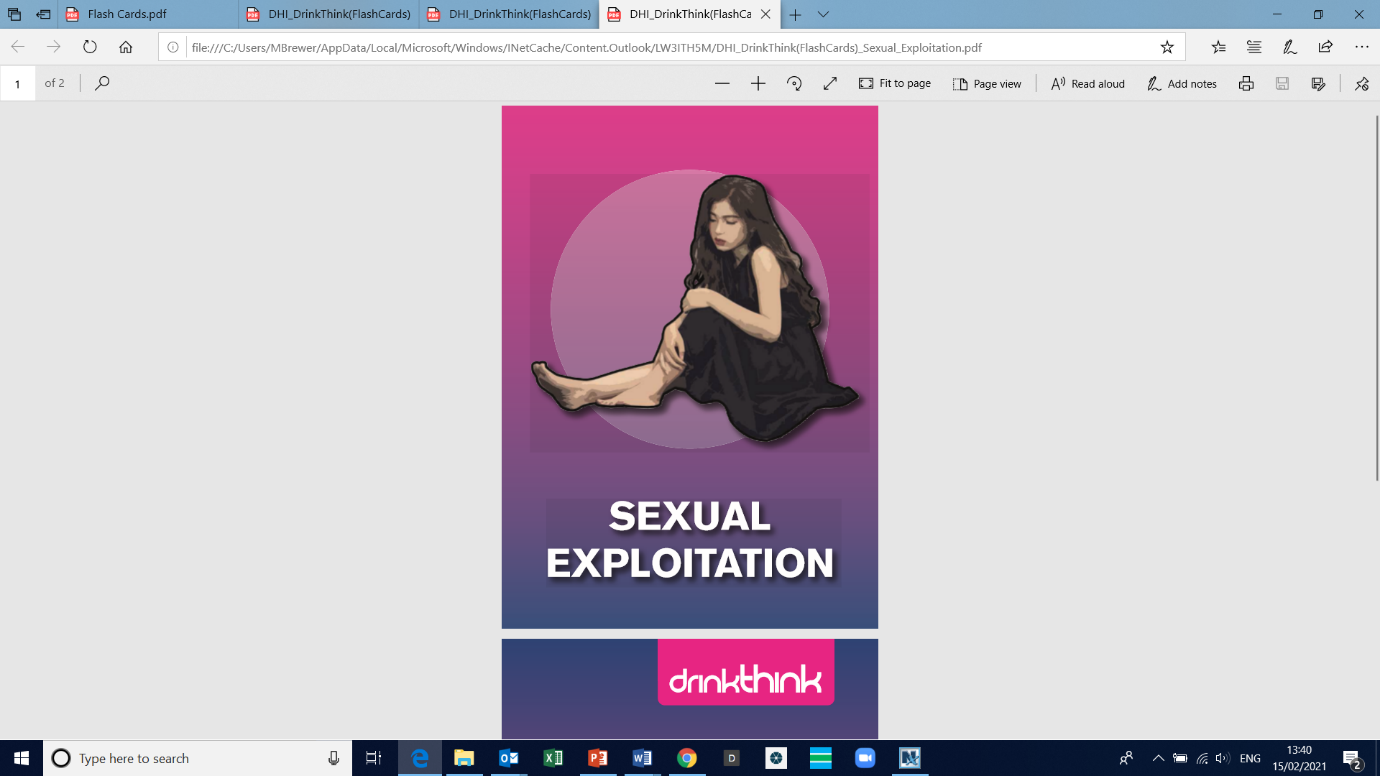 Flash Cards.pdf
DHI_DrinkThink(FlashCards)
DHI_DrinkThink(FlashCards)
DHI_DrinkThink(FlashCa
file:///C:/Users/MBrewer/AppData/Local/Microsoft/Windows/INetCache/Content.Outlook/LW3ITH5M/DHI_DrinkThink(FlashCards)_Sexual_Exploitation.pdf
1 of 2
Fit to page
Page view
Read aloud
Add notes
SEXUAL
EXPLOITATION
drinkthink
Type here to search
ENG
13:40
15/02/2021
2